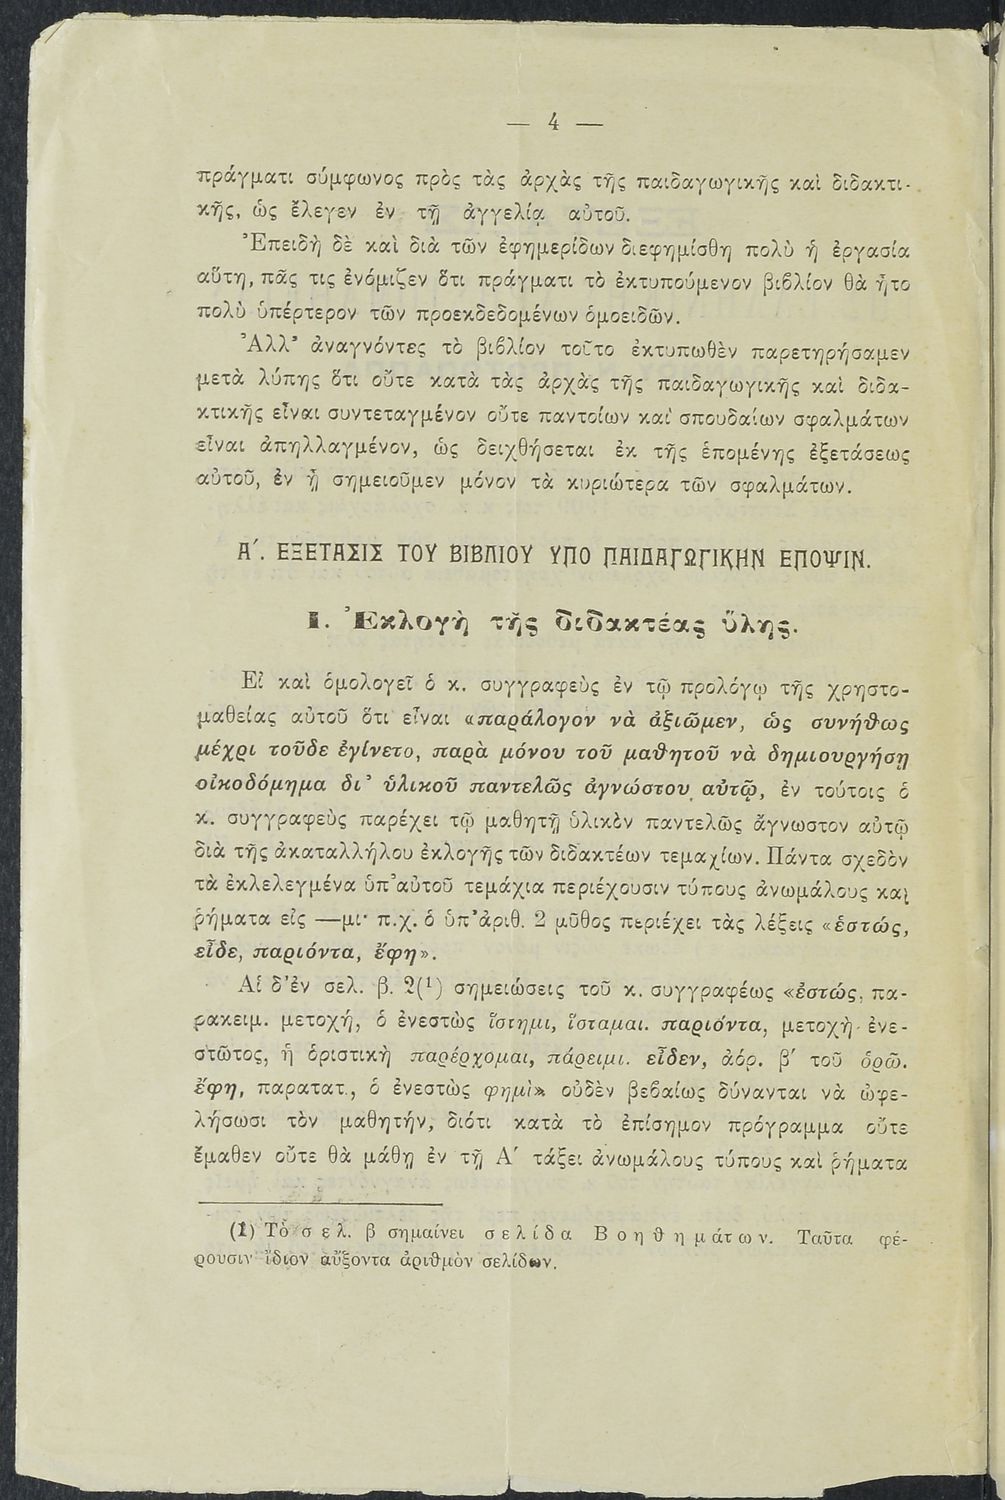 — 4 —
πράγματι σύμφωνος πρὸς τὰς ἀρχὰς τῆς παιδαγωγικῆς καὶ διδακτι-
κῆς, ὡς ἔλεγεν ἐν τῇ ἀγγελίᾳ αὐτοῦ.
Ἐπειδὴ δὲ καὶ διὰ τῶν ἐφημερίδων διεφημίσθη πολὺ ἡ ἐργασία
αὕτη, πᾶς τις ἐνόμιζεν ὅτι πράγματι τὸ ἐκτυπούμενον βιβλίον θὰ ἦτο
πολὺ ὑπέρτερον τῶν προεκδεδομένων ὁμοειδῶν.
Ἀλλ' ἀναγνόντες τὸ βιβλίον τοῦτο ἐκτυπωθὲν παρετηρήσαμεν
μετὰ λύπης ὅτι οὔτε κατὰ τὰς ἀρχὰς τῆς παιδαγωγικῆς καὶ διδα-
κτικῆς εἶναι συντεταγμένον οὔτε παντοίων καὶ σπουδαίων σφαλμάτων
εἶναι ἀπηλλαγμένον, ὡς δειχθήσεται ἐκ τῆς ἑπομένης ἐξετάσεως
αὐτοῦ, ἐν ᾗ σημειοῦμεν μόνον τὰ κυριώτερα τῶν σφαλμάτων.
Α΄. ΕΞΕΤΑΣΙΣ ΤΟΥ ΒΙΒΛΙΟΥ ΥΠΟ ΠΑΙΔΑΓΩΓΙΚΗΝ ΕΠΟΨΙΝ.
Ι. Ἐκλογὴ τῆς διδακτέας ὕλης.
Εἰ καὶ ὁμολογεῖ ὁ κ. συγγραφεὺς ἐν τῷ προλόγῳ τῆς χρηστο-
μαθείας αὐτοῦ ὅτι εἶναι «παράλογον νὰ ἀξιῶμεν, ὡς συνήθως
μέχρι τοῦδε ἐγίνετο, παρὰ μόνου τοῦ μαθητοῦ νὰ δημιουργήσῃ
οἰκοδόμημα δι' ὑλικοῦ παντελῶς ἀγνώστου αὐτῷ, ἐν τούτοις ὁ
κ. συγγραφεὺς παρέχει τῷ μαθητῇ ὑλικὸν παντελῶς ἄγνωστον αὐτῷ
διὰ τῆς ἀκαταλλήλου ἐκλογῆς τῶν διδακτέων τεμαχίων. Πάντα σχεδὸν
τὰ ἐκλελεγμένα ὑπ' αὐτοῦ τεμάχια περιέχουσιν τύπους ἀνωμάλους καὶ
ῥήματα εἰς —μι· π.χ. ὁ ὑπ' ἀριθ. 2 μῦθος περιέχει τὰς λέξεις «ἑστώς,
εἶδε, παριόντα, ἔφη».
Αἱ δ' ἐν σελ. β. 2(1) σημειώσεις τοῦ κ. συγγραφέως «ἑστώς, πα-
ρακειμ. μετοχή, ὁ ἐνεστὼς ἵστημι, ἵσταμαι. παριόντα, μετοχὴ ἐνε-
στῶτος, ἡ ὁριστικὴ παρέρχομαι, πάρειμι. εἶδεν, ἀόρ. β΄ τοῦ ὁρῶ.
ἔφη, παρατατ., ὁ ἐνεστὼς φημὶ» οὐδὲν βεβαίως δύνανται νὰ ὠφε-
λήσωσι τὸν μαθητήν, διότι κατὰ τὸ ἐπίσημον πρόγραμμα οὔτε
ἔμαθεν οὔτε θὰ μάθῃ ἐν τῇ Α΄ τάξει ἀνωμάλους τύπους καὶ ῥήματα
(1) Τὸ σελ. β σημαίνει σελίδα Βοηθημάτων. Ταῦτα φέ-
ρουσιν ἴδιον αὔξοντα ἀριθμὸν σελίδων.